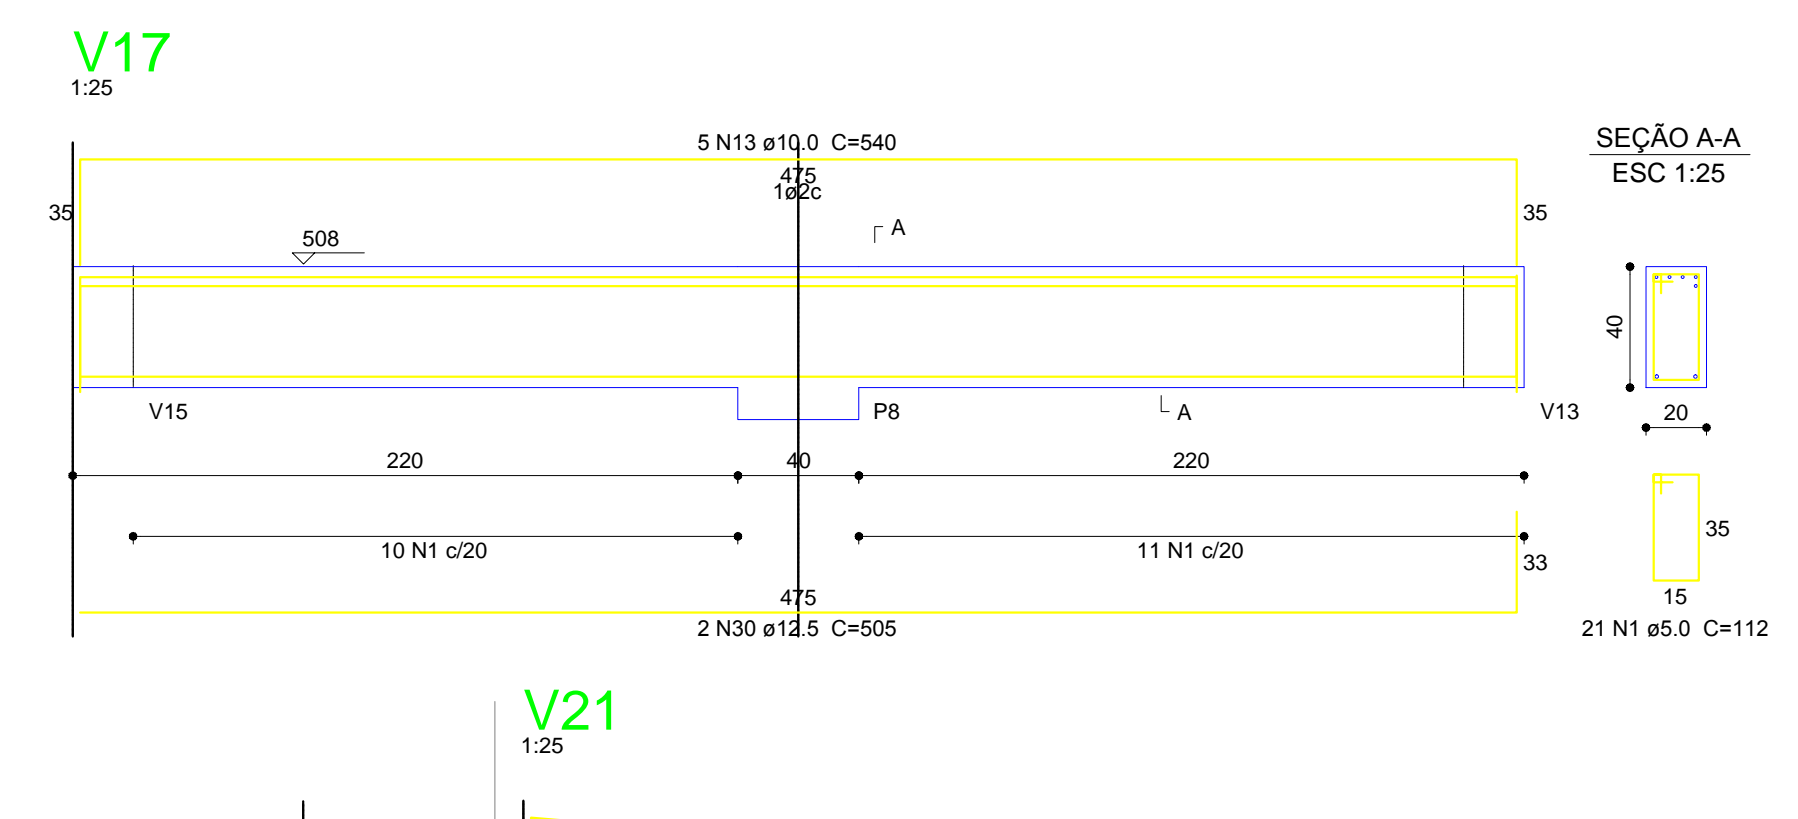 V17
1:25
5 N13 ø10.0 C=540
475
1ø2c
35
35
508
A
SEÇÃO A-A
ESC 1:25
40
20
V15
P8
A
V13
220
40
220
10 N1 c/20
11 N1 c/20
33
475
2 N30 ø12.5 C=505
35
15
21 N1 ø5.0 C=112
V21
1:25